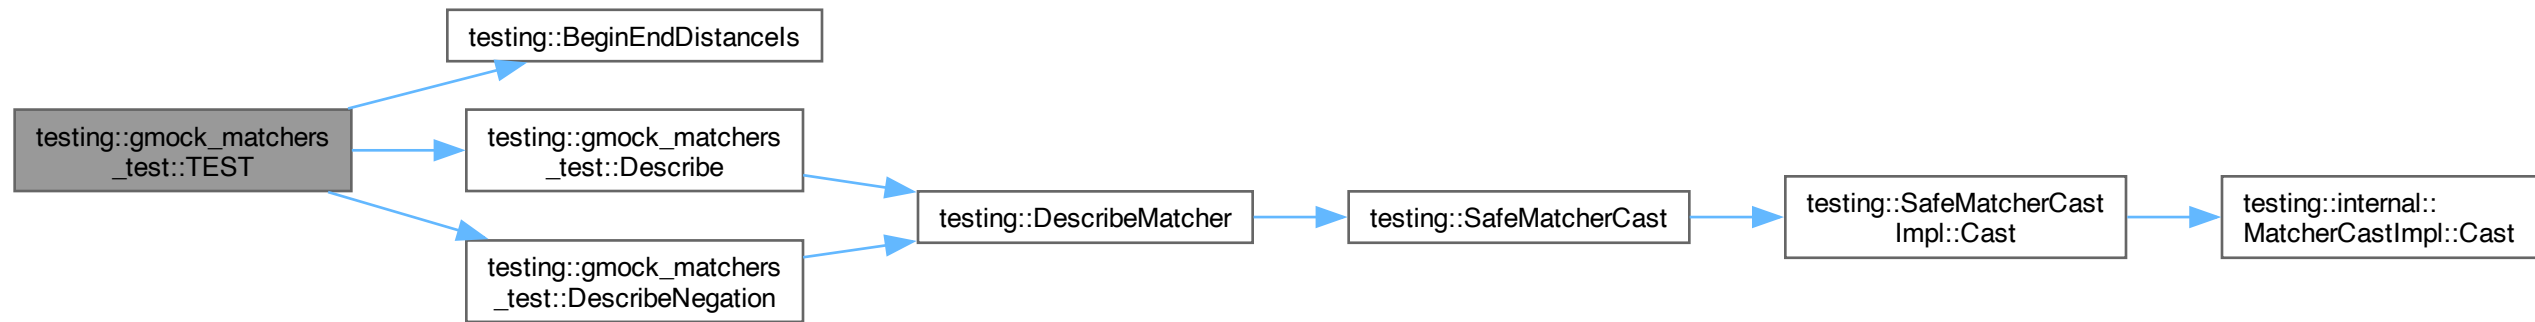 testing::BeginEndDistanceIs
testing::gmock_matchers
_test::TEST
testing::gmock_matchers
_test::Describe
testing::gmock_matchers
_test::DescribeNegation
testing::DescribeMatcher
testing::SafeMatcherCast
testing::SafeMatcherCast
Impl::Cast
testing::internal::
MatcherCastImpl::Cast